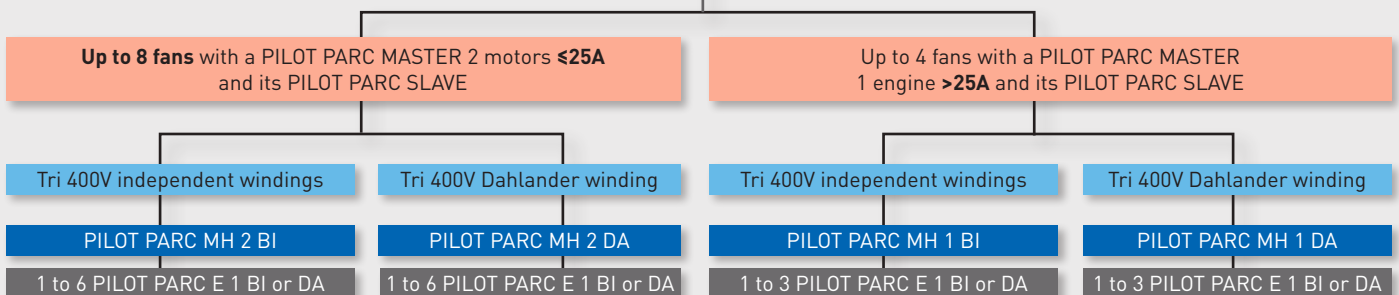 Up to 8 fans with a PILOT PARC MASTER 2 motors ⩽25A
and its PILOT PARC SLAVE
Up to 4 fans with a PILOT PARC MASTER
1 engine >25A and its PILOT PARC SLAVE
Tri 400V independent windings
Tri 400V Dahlander winding
Tri 400V independent windings
Tri 400V Dahlander winding
PILOT PARC MH 2 BI
PILOT PARC MH 2 DA
PILOT PARC MH 1 BI
PILOT PARC MH 1 DA
1 to 6 PILOT PARC E 1 BI or DA
1 to 6 PILOT PARC E 1 BI or DA
1 to 3 PILOT PARC E 1 BI or DA
1 to 3 PILOT PARC E 1 BI or DA